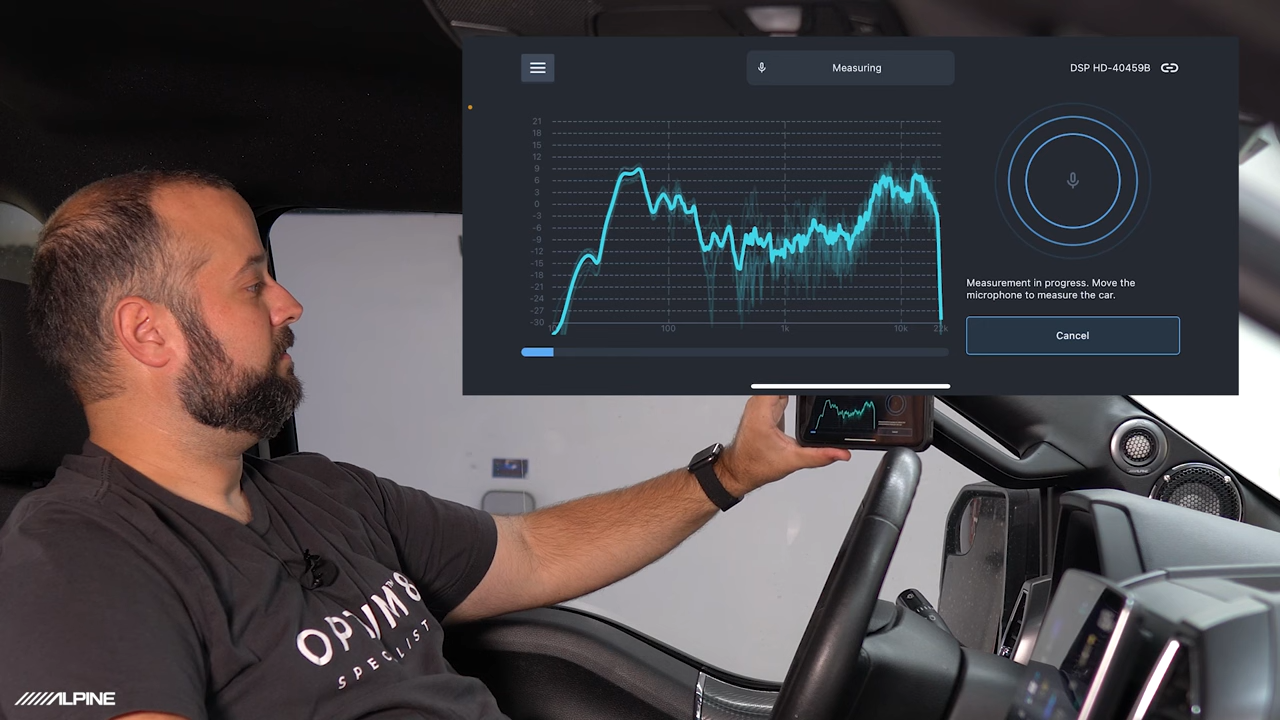 Measuring
DSP HD-40459B
21
18
15
12
9
6
3
0
-3
-6
-9
-12
-15
-18
-21
-24
-27
-30
100
1k
10k
22k
Measurement in progress. Move the
microphone to measure the car.
Cancel
OPTIM™8
SPECIALIST
ALPINE